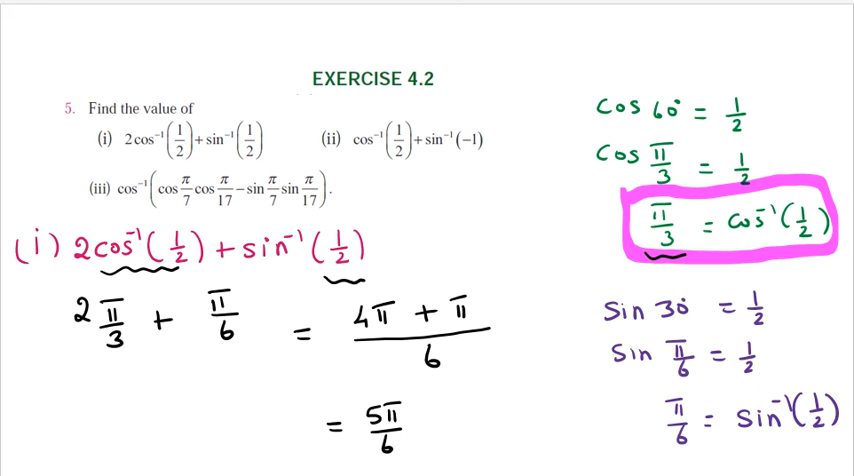 EXERCISE 4.2
5. Find the value of
(i) 2cos⁻¹(1/2)+sin⁻¹(1/2) (ii) cos⁻¹(1/2)+sin⁻¹(−1)
(iii) cos⁻¹(cos π/7 cos π/17 − sin π/7 sin π/17).
(i) 2cos⁻¹(1/2) + sin⁻¹(1/2)
2 π/3 + π/6 = 4π + π / 6
= 5π/6
cos 60° = 1/2
cos π/3 = 1/2
π/3 = cos⁻¹(1/2)
sin 30° = 1/2
sin π/6 = 1/2
π/6 = sin⁻¹(1/2)